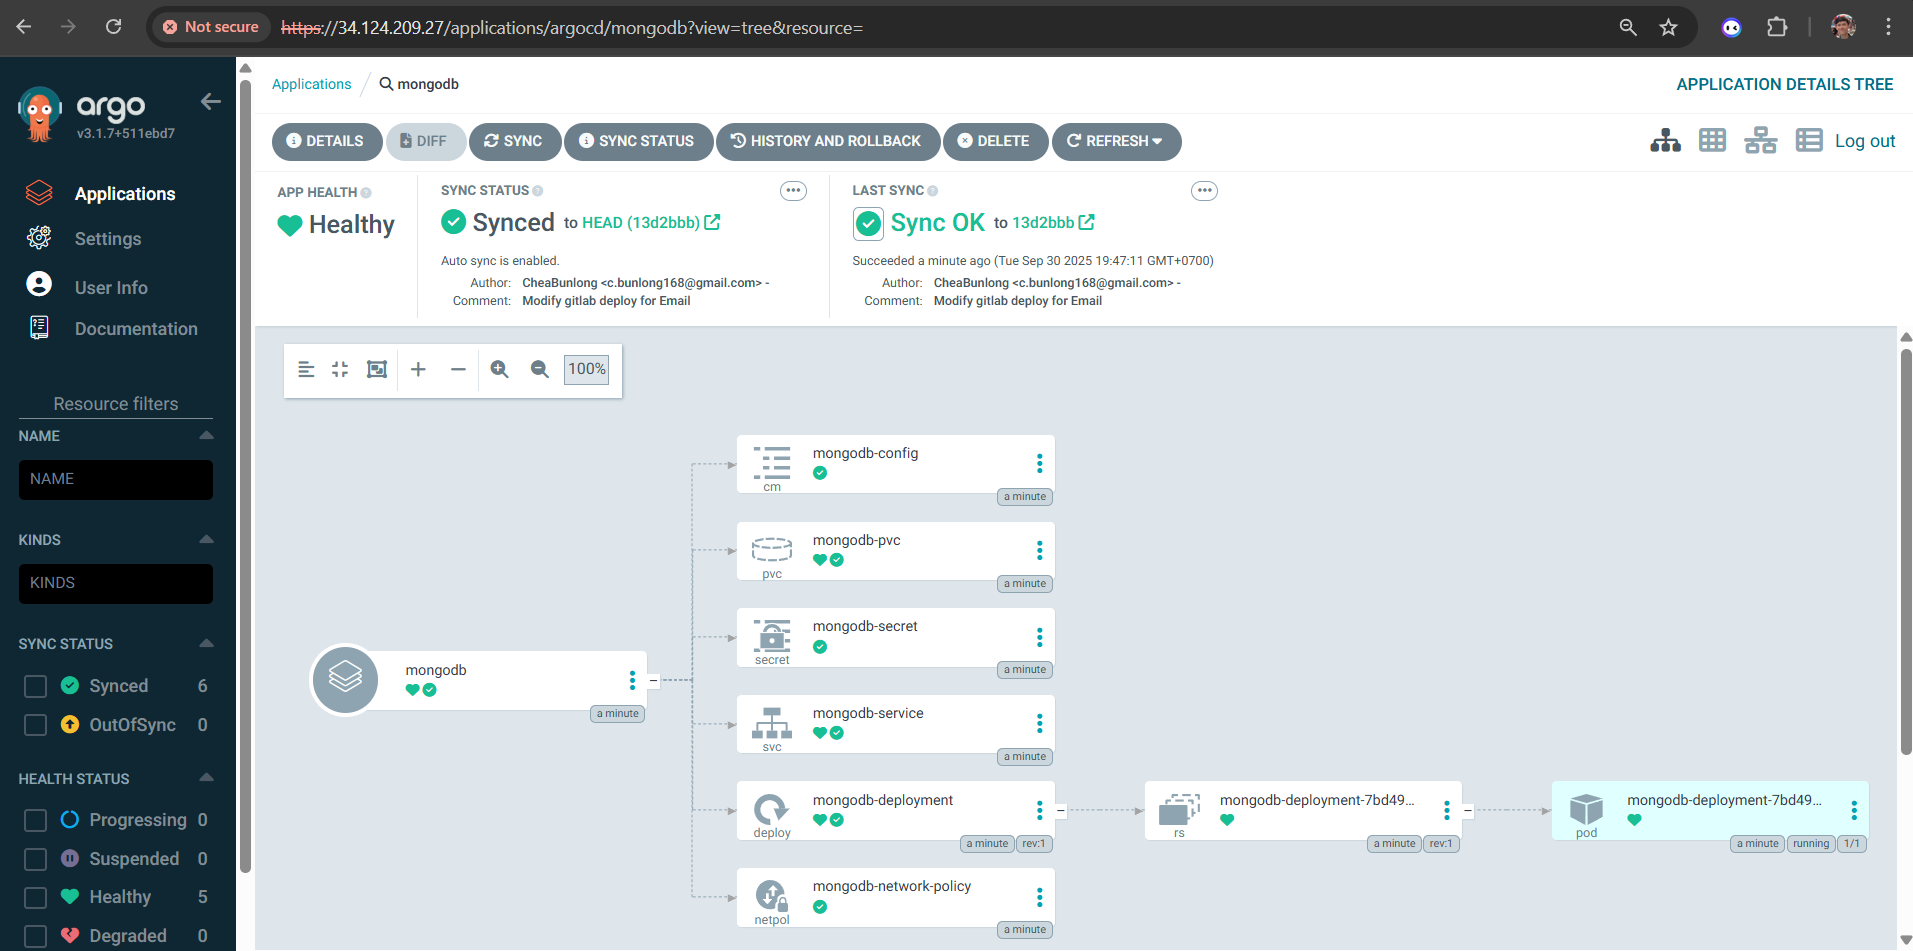 Not secure https://34.124.209.27/applications/argocd/mongodb?view=tree&resource=
argo
v3.1.7+511ebd7
Applications
Settings
User Info
Documentation
Resource filters
NAME
NAME
KINDS
KINDS
SYNC STATUS
Synced 6
OutOfSync 0
HEALTH STATUS
Progressing 0
Suspended 0
Healthy 5
Degraded 0
Applications / mongodb
APPLICATION DETAILS TREE
DETAILS DIFF SYNC SYNC STATUS HISTORY AND ROLLBACK DELETE REFRESH Log out
APP HEALTH
Healthy
SYNC STATUS
Synced to HEAD (13d2bbb)
Auto sync is enabled.
Author: CheaBunlong <c.bunlong168@gmail.com> -
Comment: Modify gitlab deploy for Email
LAST SYNC
Sync OK to 13d2bbb
Succeeded a minute ago (Tue Sep 30 2025 19:47:11 GMT+0700)
Author: CheaBunlong <c.bunlong168@gmail.com> -
Comment: Modify gitlab deploy for Email
100%
mongodb
a minute
mongodb-config
cm
a minute
mongodb-pvc
pvc
a minute
mongodb-secret
secret
a minute
mongodb-service
svc
a minute
mongodb-deployment
deploy
a minute rev:1
mongodb-deployment-7bd49...
rs
a minute rev:1
mongodb-deployment-7bd49...
pod
a minute running 1/1
mongodb-network-policy
netpol
a minute